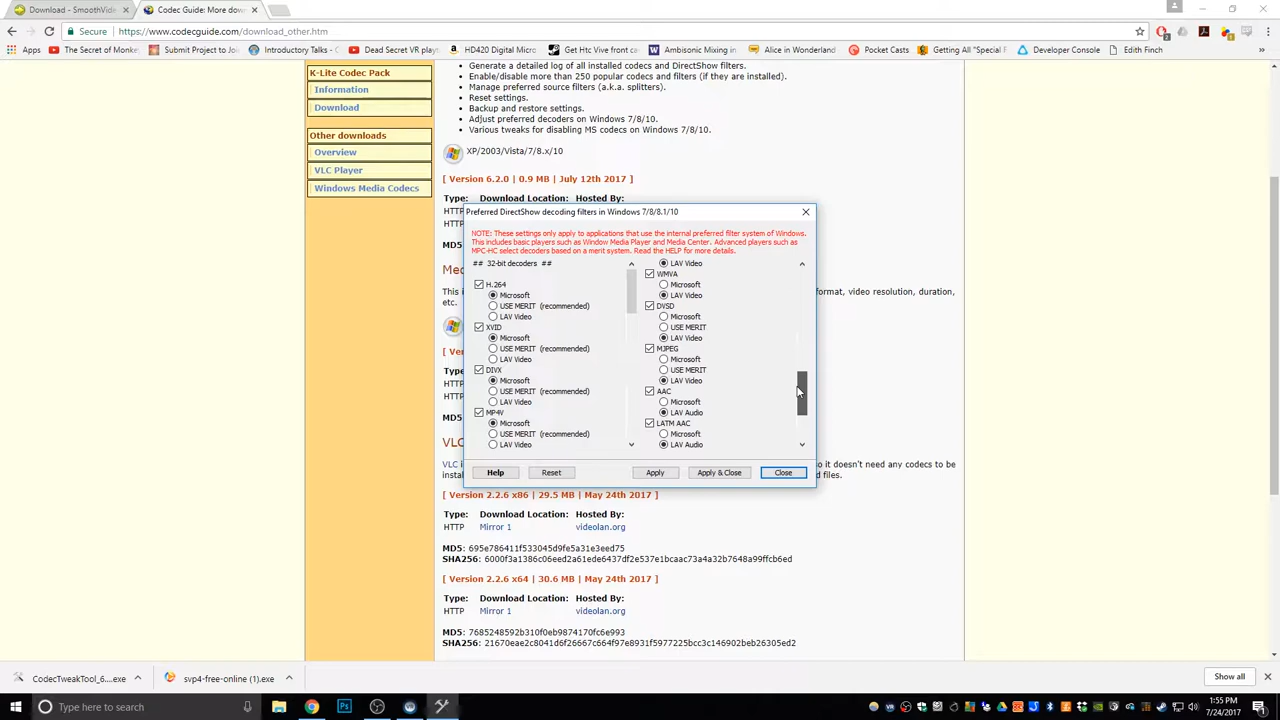 Download - SmoothVideo
Codec Guide: More dow
Secure
https://www.codecguide.com/download_other.htm
Apps
The Secret of Monke
Submit Project to Join
Introductory Talks - C
Dead Secret VR play
HD420 Digital Micro
Get Htc Vive front ca
Ambisonic Mixing in
Alice in Wonderland
Pocket Casts
Getting All "Special F
Developer Console
Edith Finch
K-Lite Codec Pack
Information
Download
Other downloads
Overview
VLC Player
Windows Media Codecs
Generate a detailed log of all installed codecs and DirectShow filters.
Enable/disable more than 250 popular codecs and filters (if they are installed).
Manage preferred source filters (a.k.a. splitters).
Reset settings.
Backup and restore settings.
Adjust preferred decoders on Windows 7/8/10.
Various tweaks for disabling MS codecs on Windows 7/8/10.
XP/2003/Vista/7/8.x/10
[ Version 6.2.0 | 0.9 MB | July 12th 2017 ]
Type: Download Location: Hosted By:
Preferred DirectShow decoding filters in Windows 7/8/8.1/10
NOTE: These settings only apply to applications that use the internal preferred filter system of Windows.
This includes basic players such as Window Media Player and Media Center. Advanced players such as
MPC-HC select decoders based on a merit system. Read the HELP for more details.
## 32-bit decoders ##
H.264
Microsoft
USE MERIT (recommended)
LAV Video
XVID
Microsoft
USE MERIT (recommended)
LAV Video
DIVX
Microsoft
USE MERIT (recommended)
LAV Video
MP4V
Microsoft
USE MERIT (recommended)
LAV Video
LAV Video
WMVA
Microsoft
LAV Video
DVSD
Microsoft
USE MERIT
LAV Video
MJPEG
Microsoft
USE MERIT
LAV Video
AAC
Microsoft
LAV Audio
LATM AAC
Microsoft
LAV Audio
Help
Reset
Apply
Apply & Close
Close
format, video resolution, duration,
etc.
so it doesn't need any codecs to be
files.
[ Version 2.2.6 x86 | 29.5 MB | May 24th 2017 ]
Type: Download Location: Hosted By:
HTTP Mirror 1 videolan.org
MD5: 695e786411f533045d9fe5a31e3eed75
SHA256: 6000f3a1386c06eed2a61ede6437df2e537e1bcaac73a4a32b7648a99ffcb6ed
[ Version 2.2.6 x64 | 30.6 MB | May 24th 2017 ]
Type: Download Location: Hosted By:
HTTP Mirror 1 videolan.org
MD5: 7685248592b310f0eb9874170fc6e993
SHA256: 21670eae2c8041d6f26667c664f97e8931f5977225bcc3c146902beb26305ed2
CodecTweakTool_6....exe
svp4-free-online (1).exe
Show all
Type here to search
1:55 PM
7/24/2017